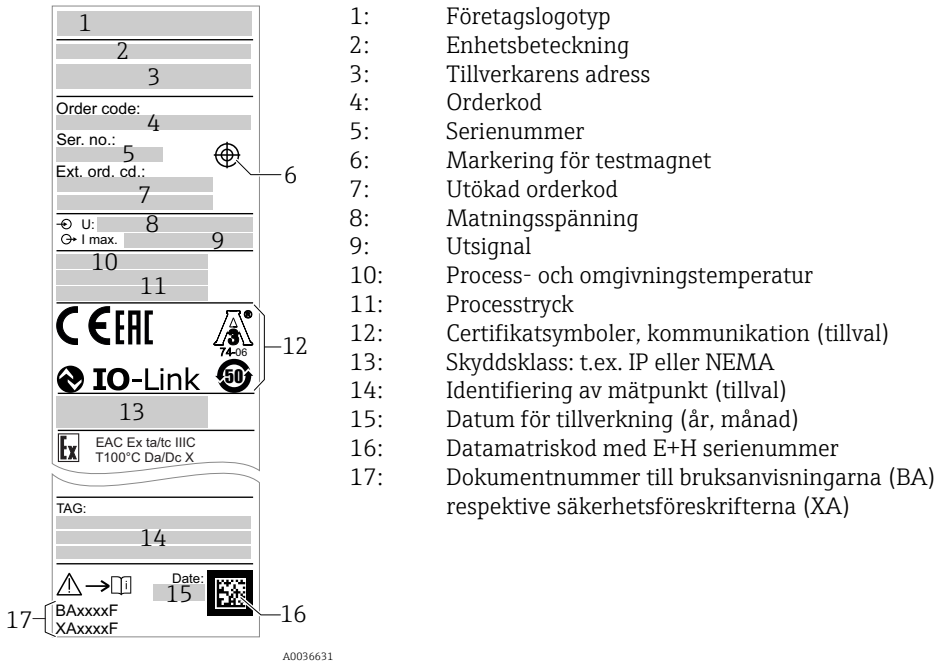 1
2
3
Order code:
4
Ser. no.:
5
6
Ext. ord. cd.:
7
U: 8
I max. 9
10
11
CE EAC
A 3 ®
74-06
12
IO-Link
50
13
Ex EAC Ex ta/tc IIIC
T100°C Da/Dc X
TAG:
14
i Date:
15
16
17
BAxxxxF
XAxxxxF
A0036631
1: Företagslogotyp
2: Enhetsbeteckning
3: Tillverkarens adress
4: Orderkod
5: Serienummer
6: Markering för testmagnet
7: Utökad orderkod
8: Matningsspänning
9: Utsignal
10: Process- och omgivningstemperatur
11: Processtryck
12: Certifikatsymboler, kommunikation (tillval)
13: Skyddsklass: t.ex. IP eller NEMA
14: Identifiering av mätpunkt (tillval)
15: Datum för tillverkning (år, månad)
16: Datamatriskod med E+H serienummer
17: Dokumentnummer till bruksanvisningarna (BA)
respektive säkerhetsföreskrifterna (XA)